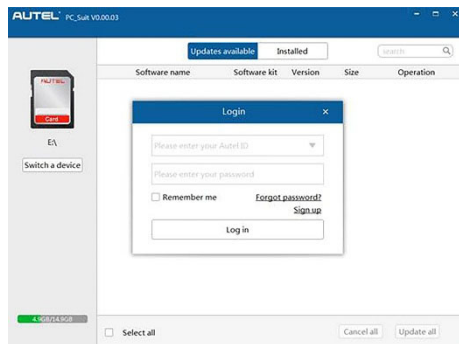 AUTEL PC_Suit V0.00.03
Updates available Installed
search
Software name Software kit Version Size Operation
AUTEL
Card
E:\
Switch a device
Login
Please enter your Autel ID
Please enter your password
Remember me Forgot password?
Sign up
Log in
4.9GB/14.9GB
Select all Cancel all Update all